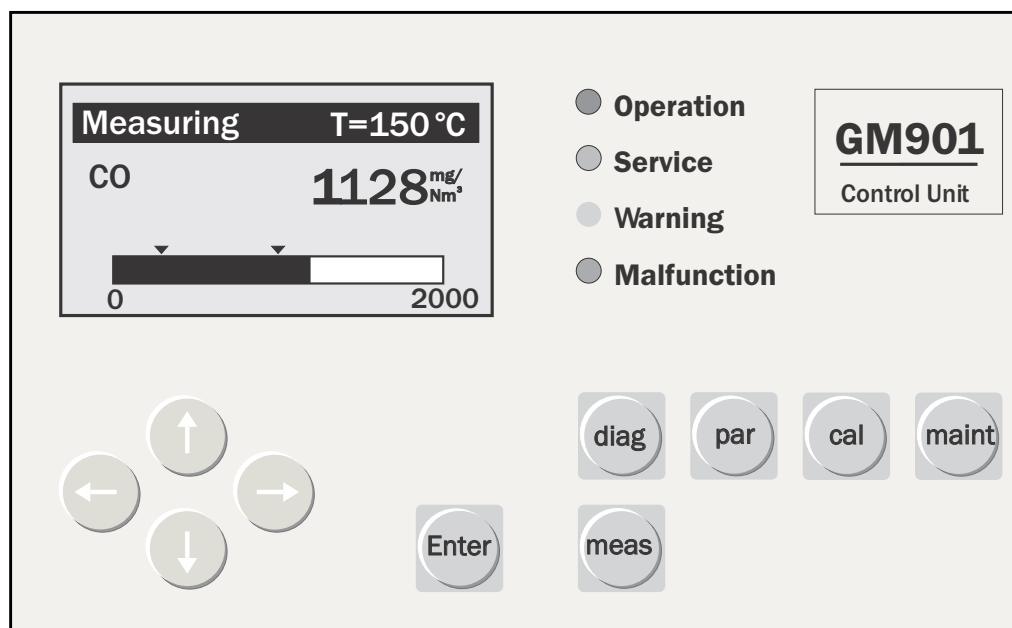 Measuring T=150 °C
CO 1128 mg/Nm³
0 2000
Operation
Service
Warning
Malfunction
GM901
Control Unit
diag par cal maint
Enter meas